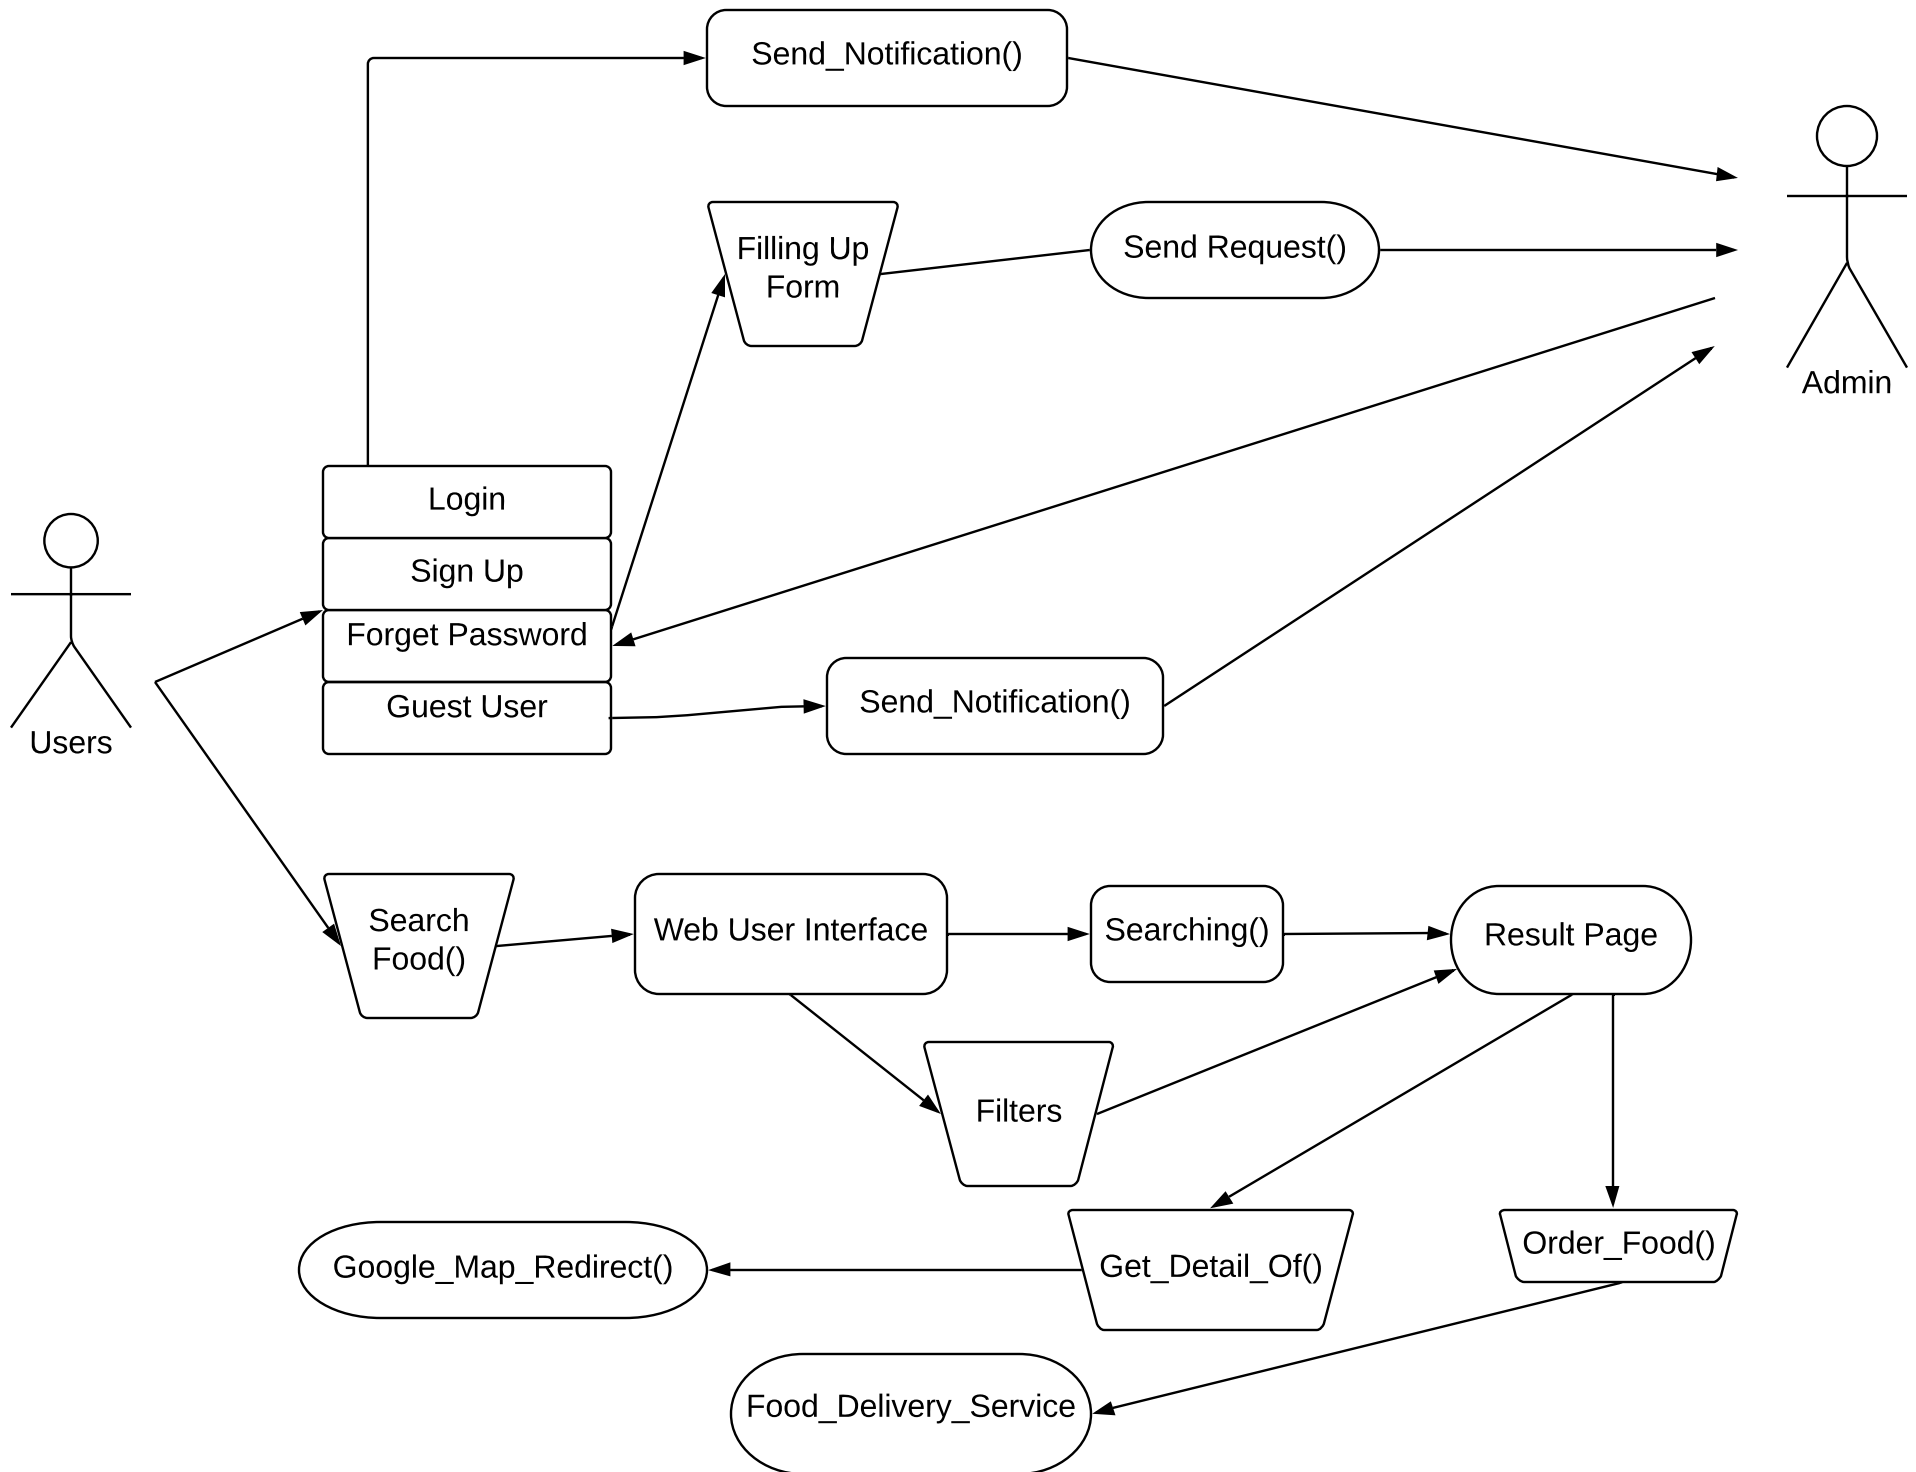 Send_Notification()
Filling Up
Form
Send Request()
Admin
Login
Sign Up
Forget Password
Guest User
Send_Notification()
Users
Search
Food()
Web User Interface
Searching()
Result Page
Filters
Google_Map_Redirect()
Get_Detail_Of()
Order_Food()
Food_Delivery_Service